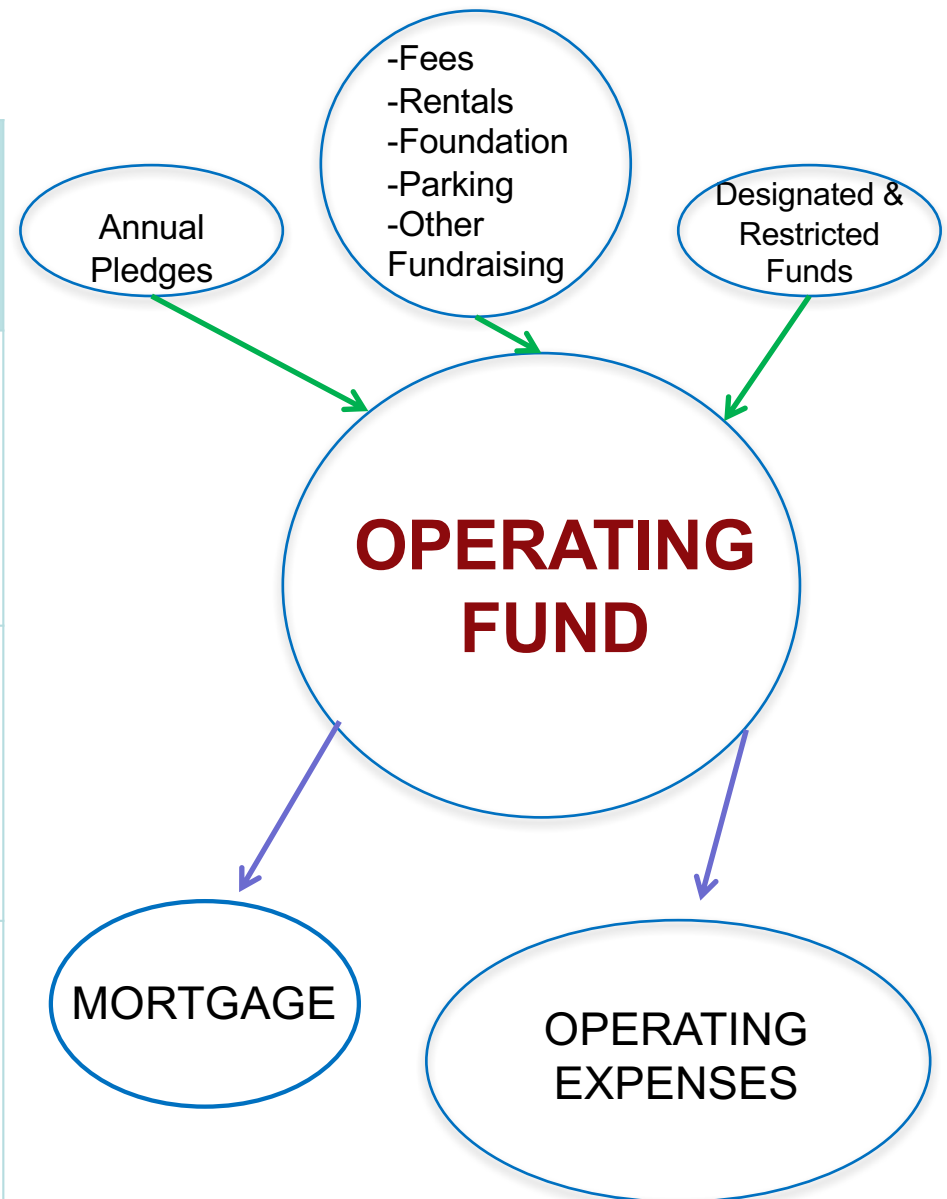 -Fees
-Rentals
-Foundation
-Parking
-Other
Fundraising
Annual
Pledges
Designated &
Restricted
Funds
OPERATING
FUND
MORTGAGE
OPERATING
EXPENSES